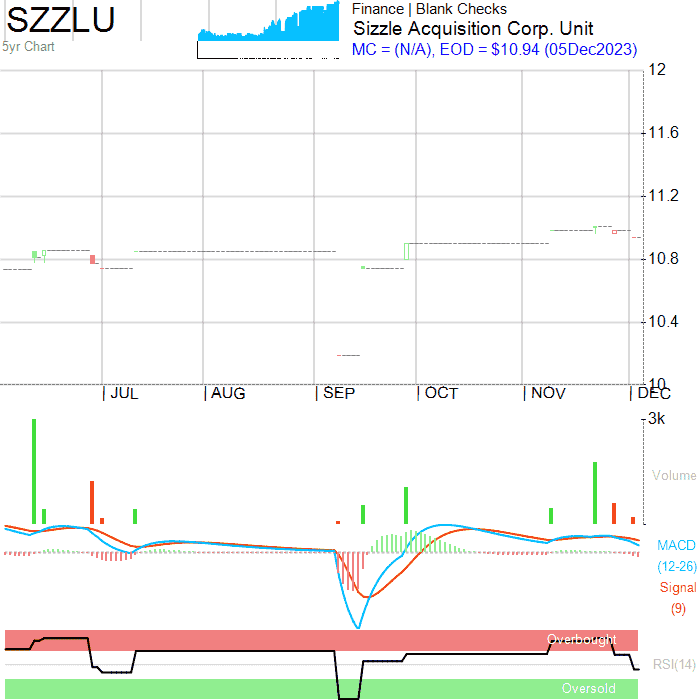 SZZLU
Finance | Blank Checks
Sizzle Acquisition Corp. Unit
5yr Chart
MC = (N/A), EOD = $10.94 (05Dec2023)
12
11.6
11.2
10.8
10.4
10
| JUL | AUG | SEP | OCT | NOV | DEC
3k
Volume
MACD
(12-26)
Signal
(9)
Overbought
RSI(14)
Oversold